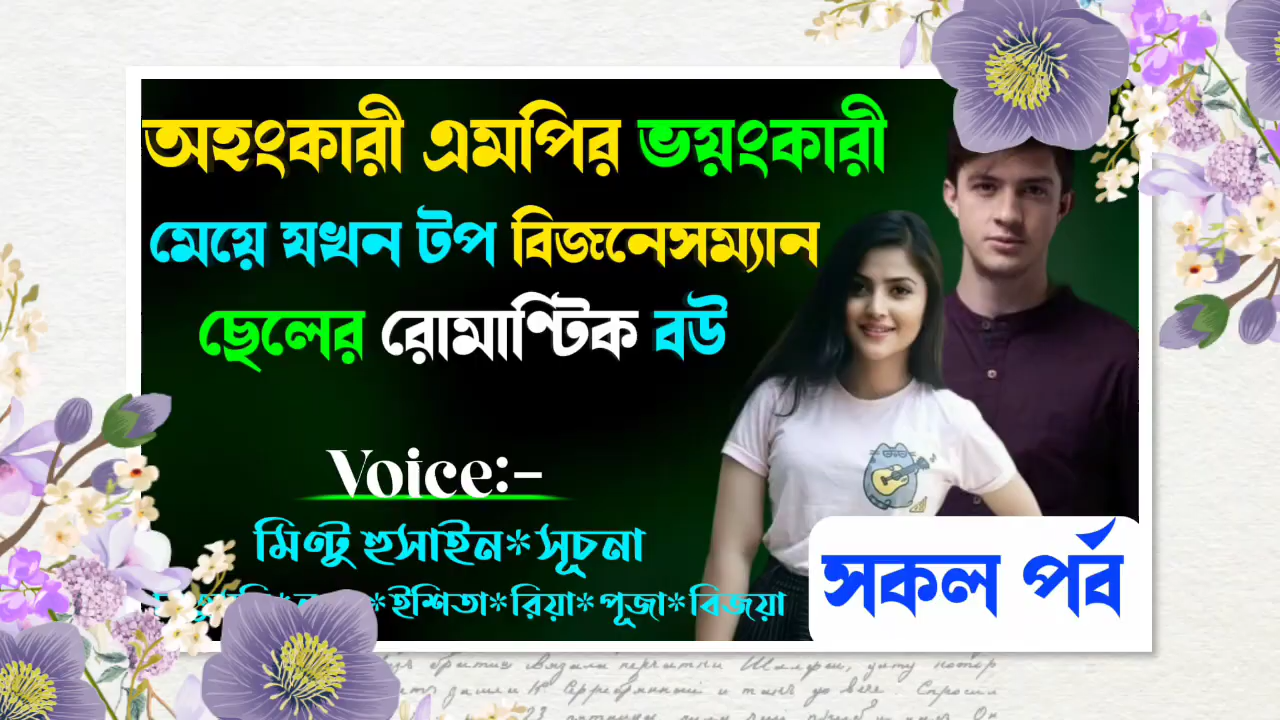 অহংকারী এমপির ভয়ংকারী
মেয়ে যখন টপ বিজনেসম্যান
ছেলের রোমান্টিক বউ
Voice:-
মিন্টু হুসাইন*সূচনা
*ইশিতা*রিয়া*পূজা*বিজয়া
সকল পর্ব